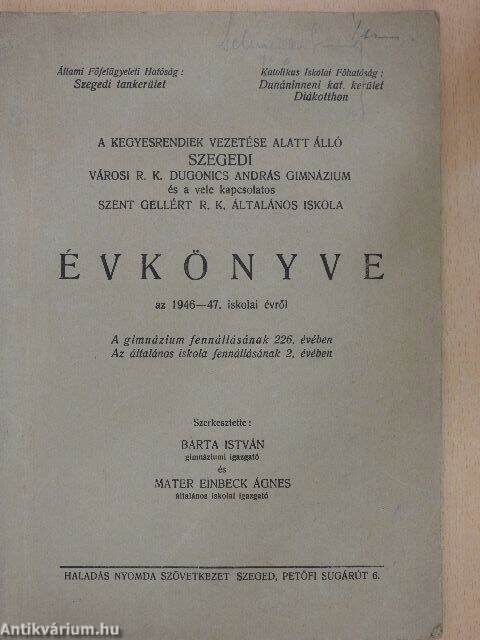 Állami Főfelügyeleti Hatóság :
Szegedi tankerület
Katolikus Iskolai Főhatóság :
Dunáninneni kat. kerület
Diákotthon
A KEGYESRENDIEK VEZETÉSE ALATT ÁLLÓ
SZEGEDI
VÁROSI R. K. DUGONICS ANDRÁS GIMNÁZIUM
és a vele kapcsolatos
SZENT GELLÉRT R. K. ÁLTALÁNOS ISKOLA
ÉVKÖNYVE
az 1946—47. iskolai évről
A gimnázium fennállásának 226. évében
Az általános iskola fennállásának 2. évében
Szerkesztette :
BARTA ISTVÁN
gimnáziumi igazgató
és
MATER EINBECK ÁGNES
általános iskolai igazgató
HALADÁS NYOMDA SZÖVETKEZET SZEGED, PETŐFI SUGÁRÚT 6.
Antikvárium.hu